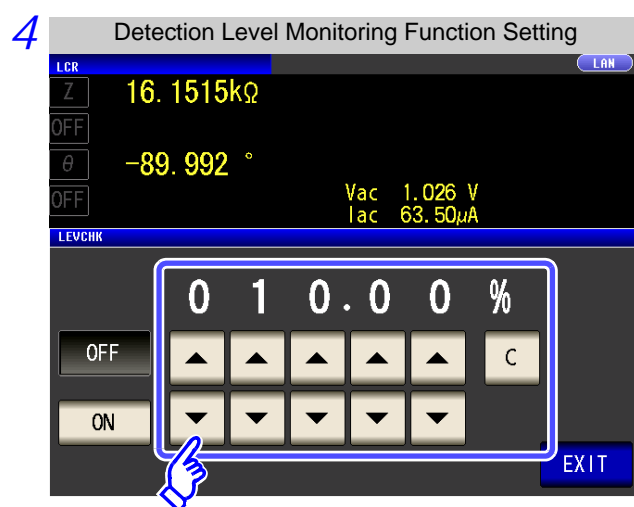 4 Detection Level Monitoring Function Setting
LCR LAN
Z 16.1515kΩ
OFF
θ -89.992 °
OFF Vac 1.026 V
Iac 63.50μA
LEVCHK
0 1 0.0 0 %
OFF ▲ ▲ ▲ ▲ ▲ C
ON ▼ ▼ ▼ ▼ ▼
EXIT